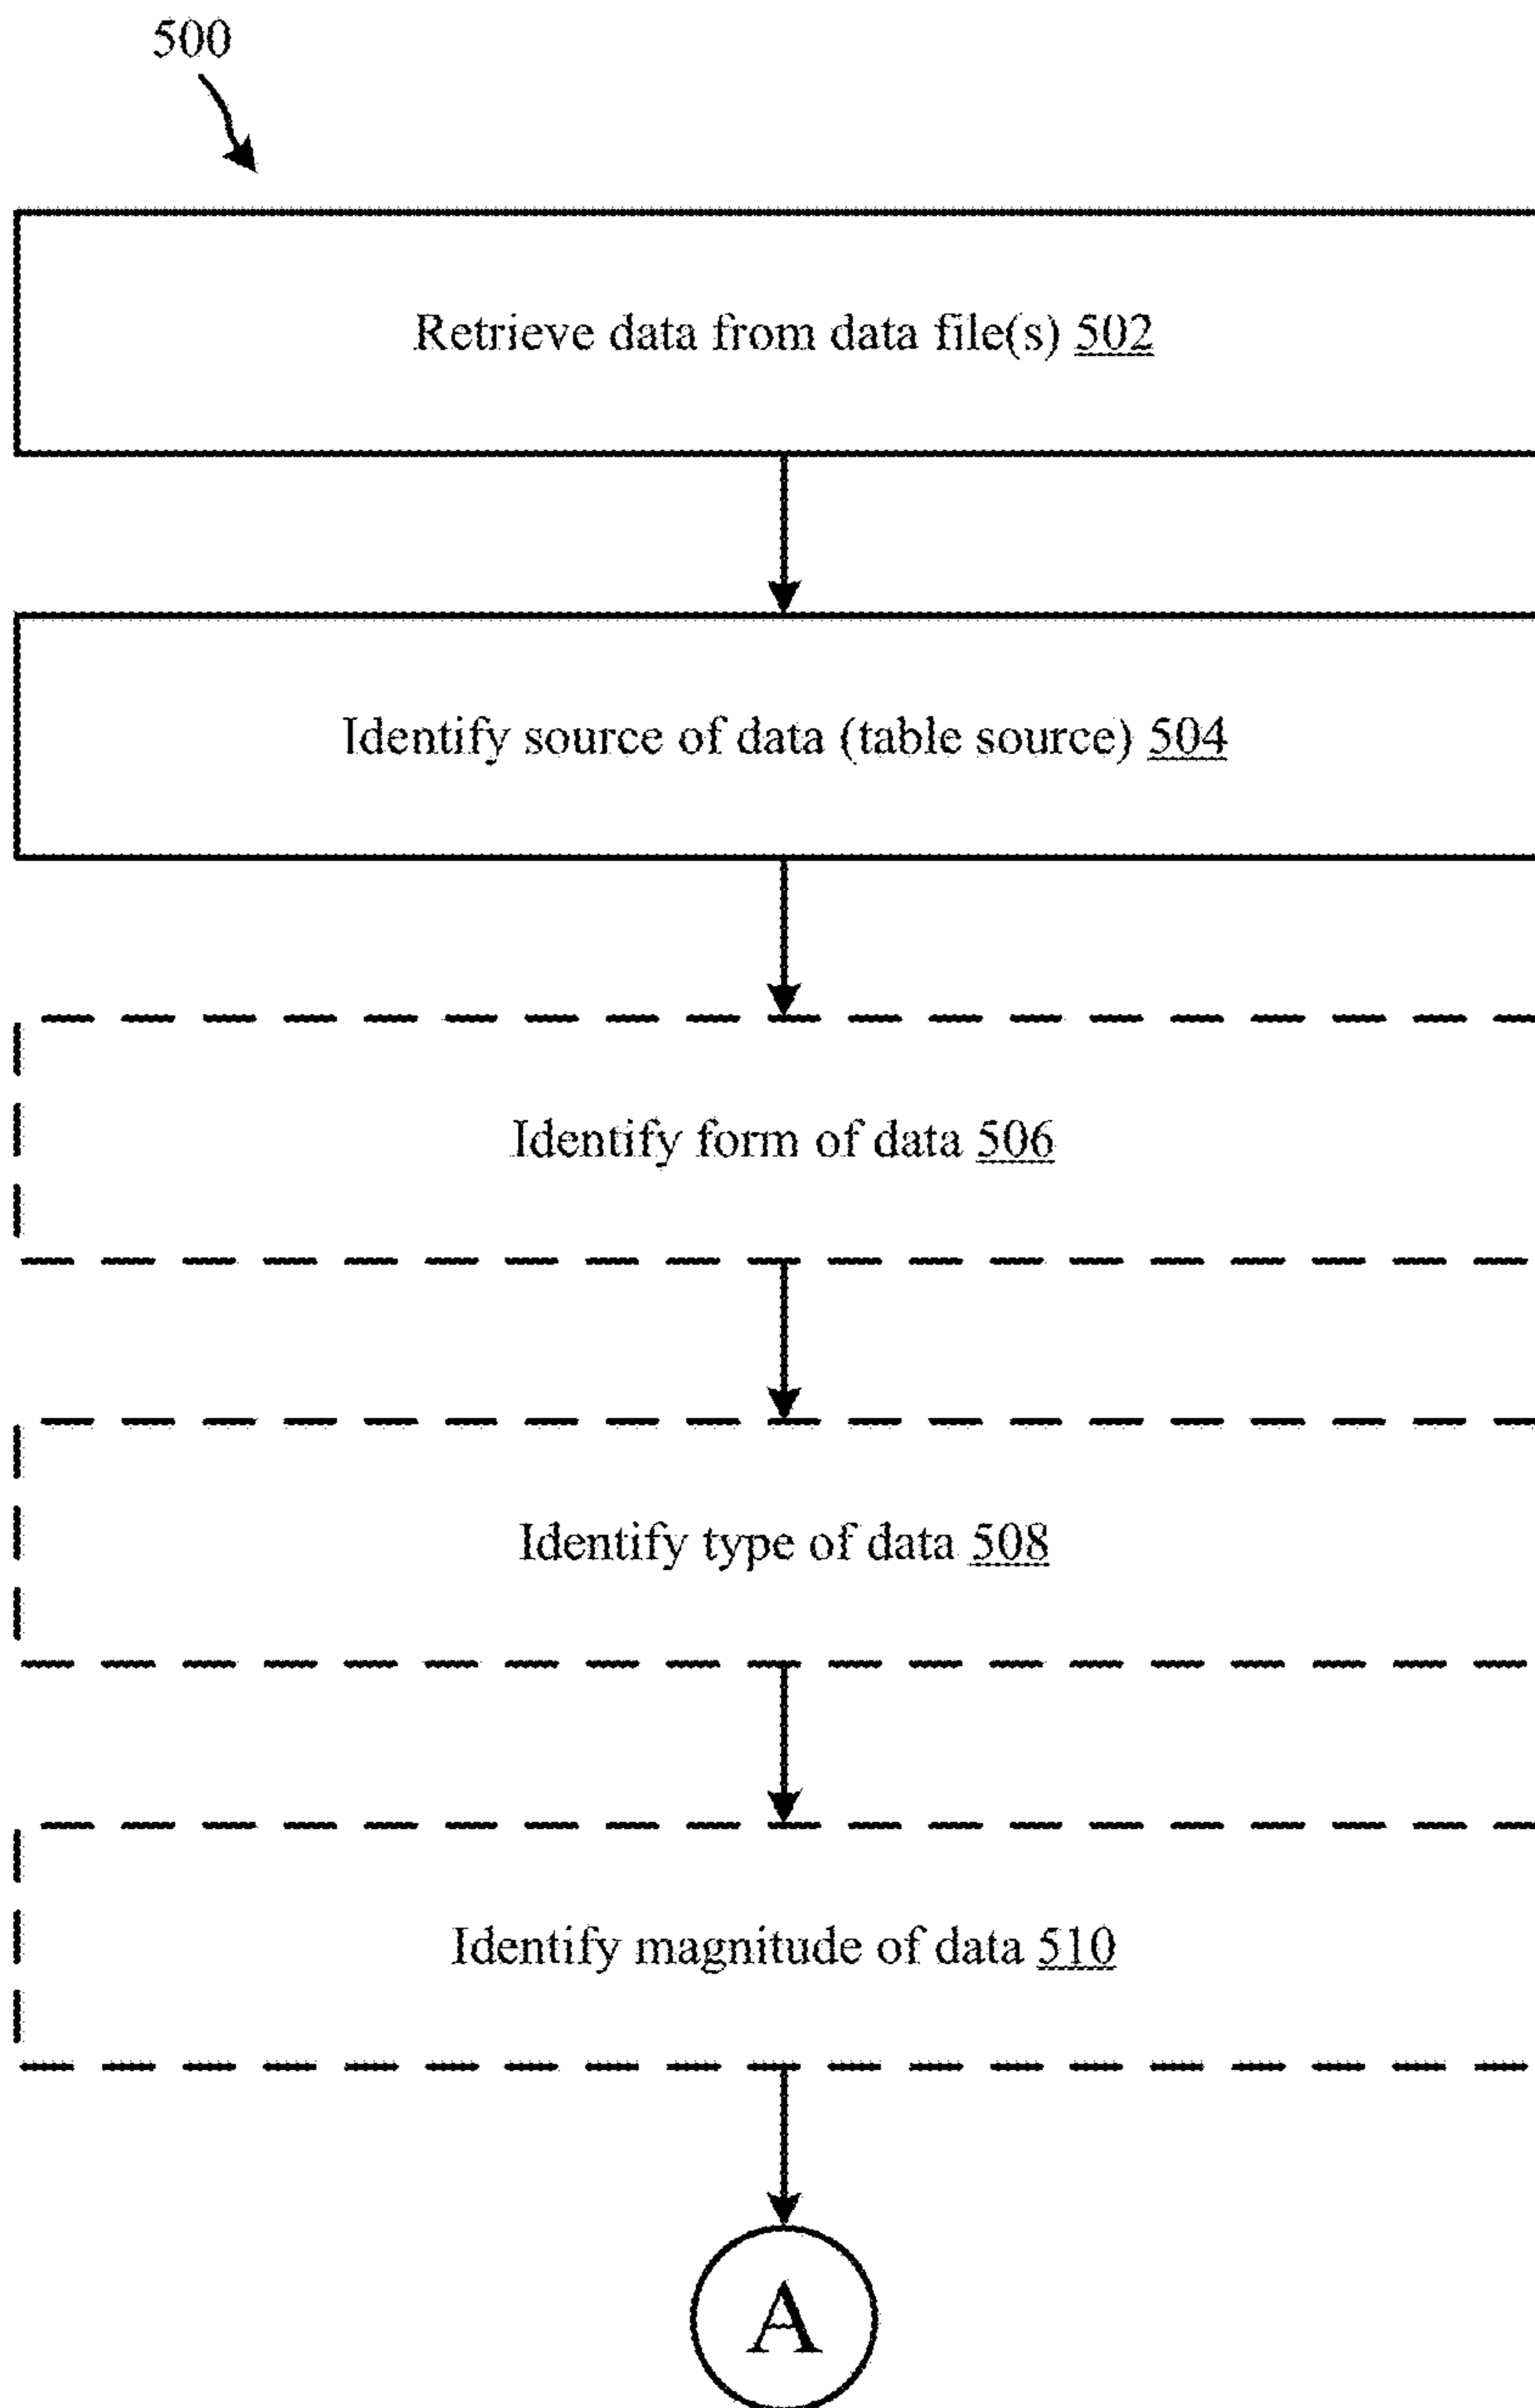 500
Retrieve data from data file(s) 502
Identify source of data (table source) 504
Identify form of data 506
Identify type of data 508
Identify magnitude of data 510
A